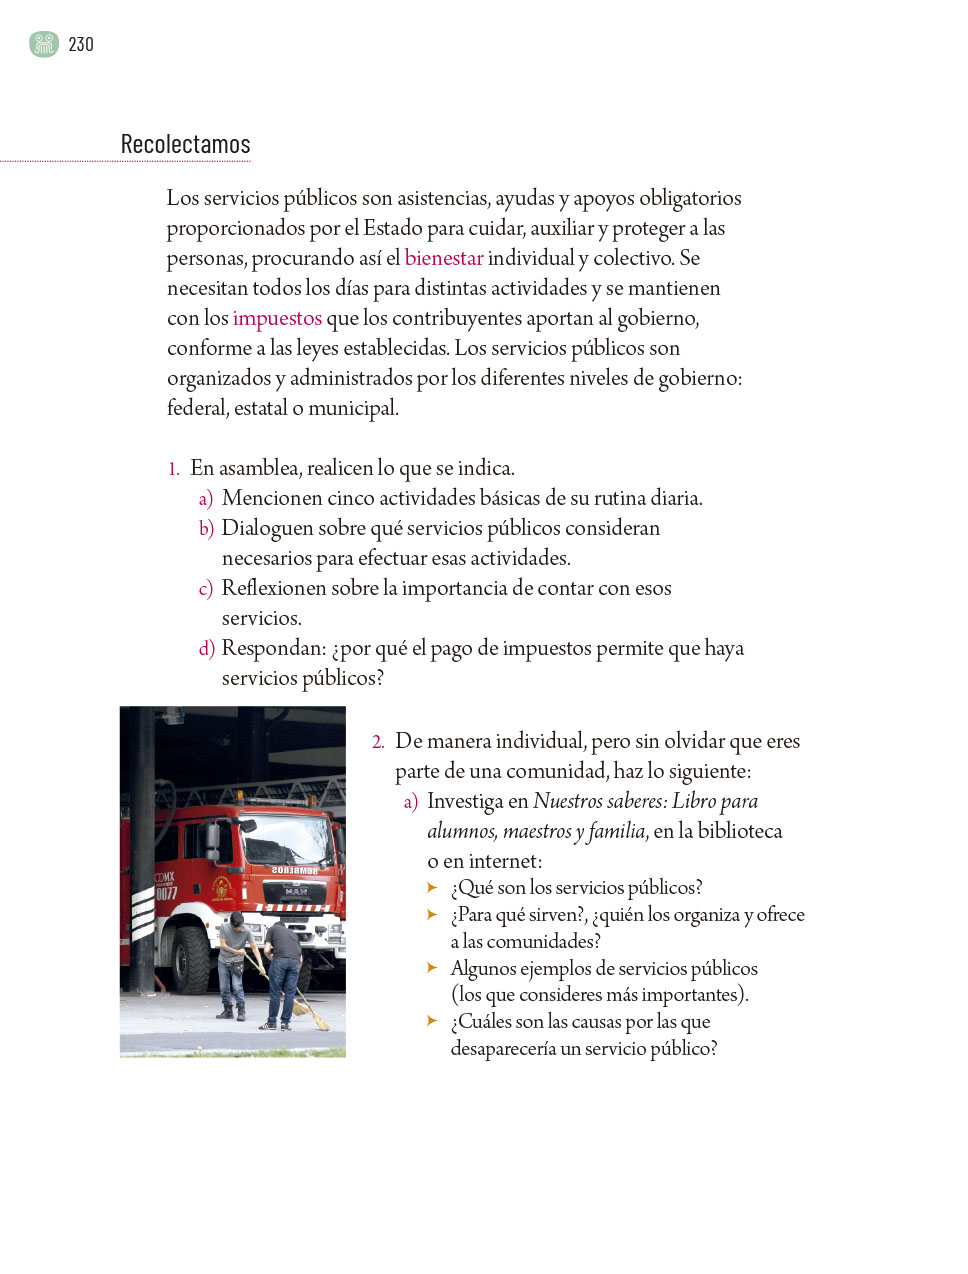 230
Recolectamos
Los servicios públicos son asistencias, ayudas y apoyos obligatorios
proporcionados por el Estado para cuidar, auxiliar y proteger a las
personas, procurando así el bienestar individual y colectivo. Se
necesitan todos los días para distintas actividades y se mantienen
con los impuestos que los contribuyentes aportan al gobierno,
conforme a las leyes establecidas. Los servicios públicos son
organizados y administrados por los diferentes niveles de gobierno:
federal, estatal o municipal.
1. En asamblea, realicen lo que se indica.
a) Mencionen cinco actividades básicas de su rutina diaria.
b) Dialoguen sobre qué servicios públicos consideran
necesarios para efectuar esas actividades.
c) Reflexionen sobre la importancia de contar con esos
servicios.
d) Respondan: ¿por qué el pago de impuestos permite que haya
servicios públicos?
2. De manera individual, pero sin olvidar que eres
parte de una comunidad, haz lo siguiente:
a) Investiga en Nuestros saberes: Libro para
alumnos, maestros y familia, en la biblioteca
o en internet:
➤ ¿Qué son los servicios públicos?
➤ ¿Para qué sirven?, ¿quién los organiza y ofrece
a las comunidades?
➤ Algunos ejemplos de servicios públicos
(los que consideres más importantes).
➤ ¿Cuáles son las causas por las que
desaparecería un servicio público?
BOMBEROS
MAN
CDMX
0077